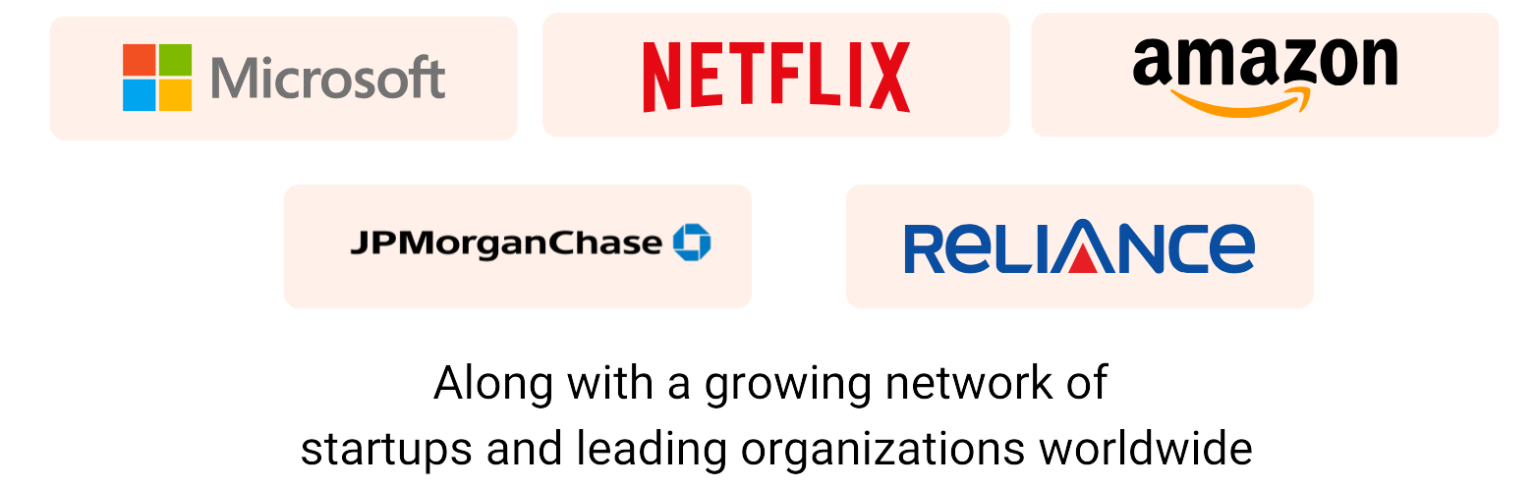 Microsoft
NETFLIX
amazon
JPMorganChase
RELIANCE
Along with a growing network of
startups and leading organizations worldwide